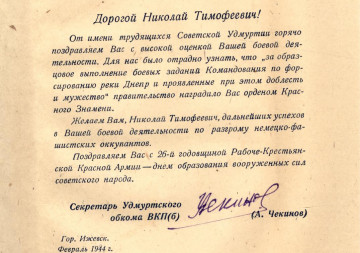 Дорогой Николай Тимофеевич!
От имени трудящихся Советской Удмуртии горячо
поздравляем Вас с высокой оценкой Вашей боевой дея-
тельности. Для нас было отрадно узнать, что „за образ-
цовое выполнение боевых заданий Командования по фор-
сированию реки Днепр и проявленные при этом доблесть
и мужество“ правительство наградило Вас орденом Крас-
ного Знамени.
Желаем Вам, Николай Тимофеевич, дальнейших успехов
в Вашей боевой деятельности по разгрому немецко-фа-
шистских оккупантов.
Поздравляем Вас с 26-й годовщиной Рабоче-Крестьян-
ской Красной Армии—днем образования вооруженных сил
советского народа.
Секретарь Удмуртского
обкома ВКП(б) Чекинов (А. Чекинов)
Гор. Ижевск.
Февраль 1944 г.